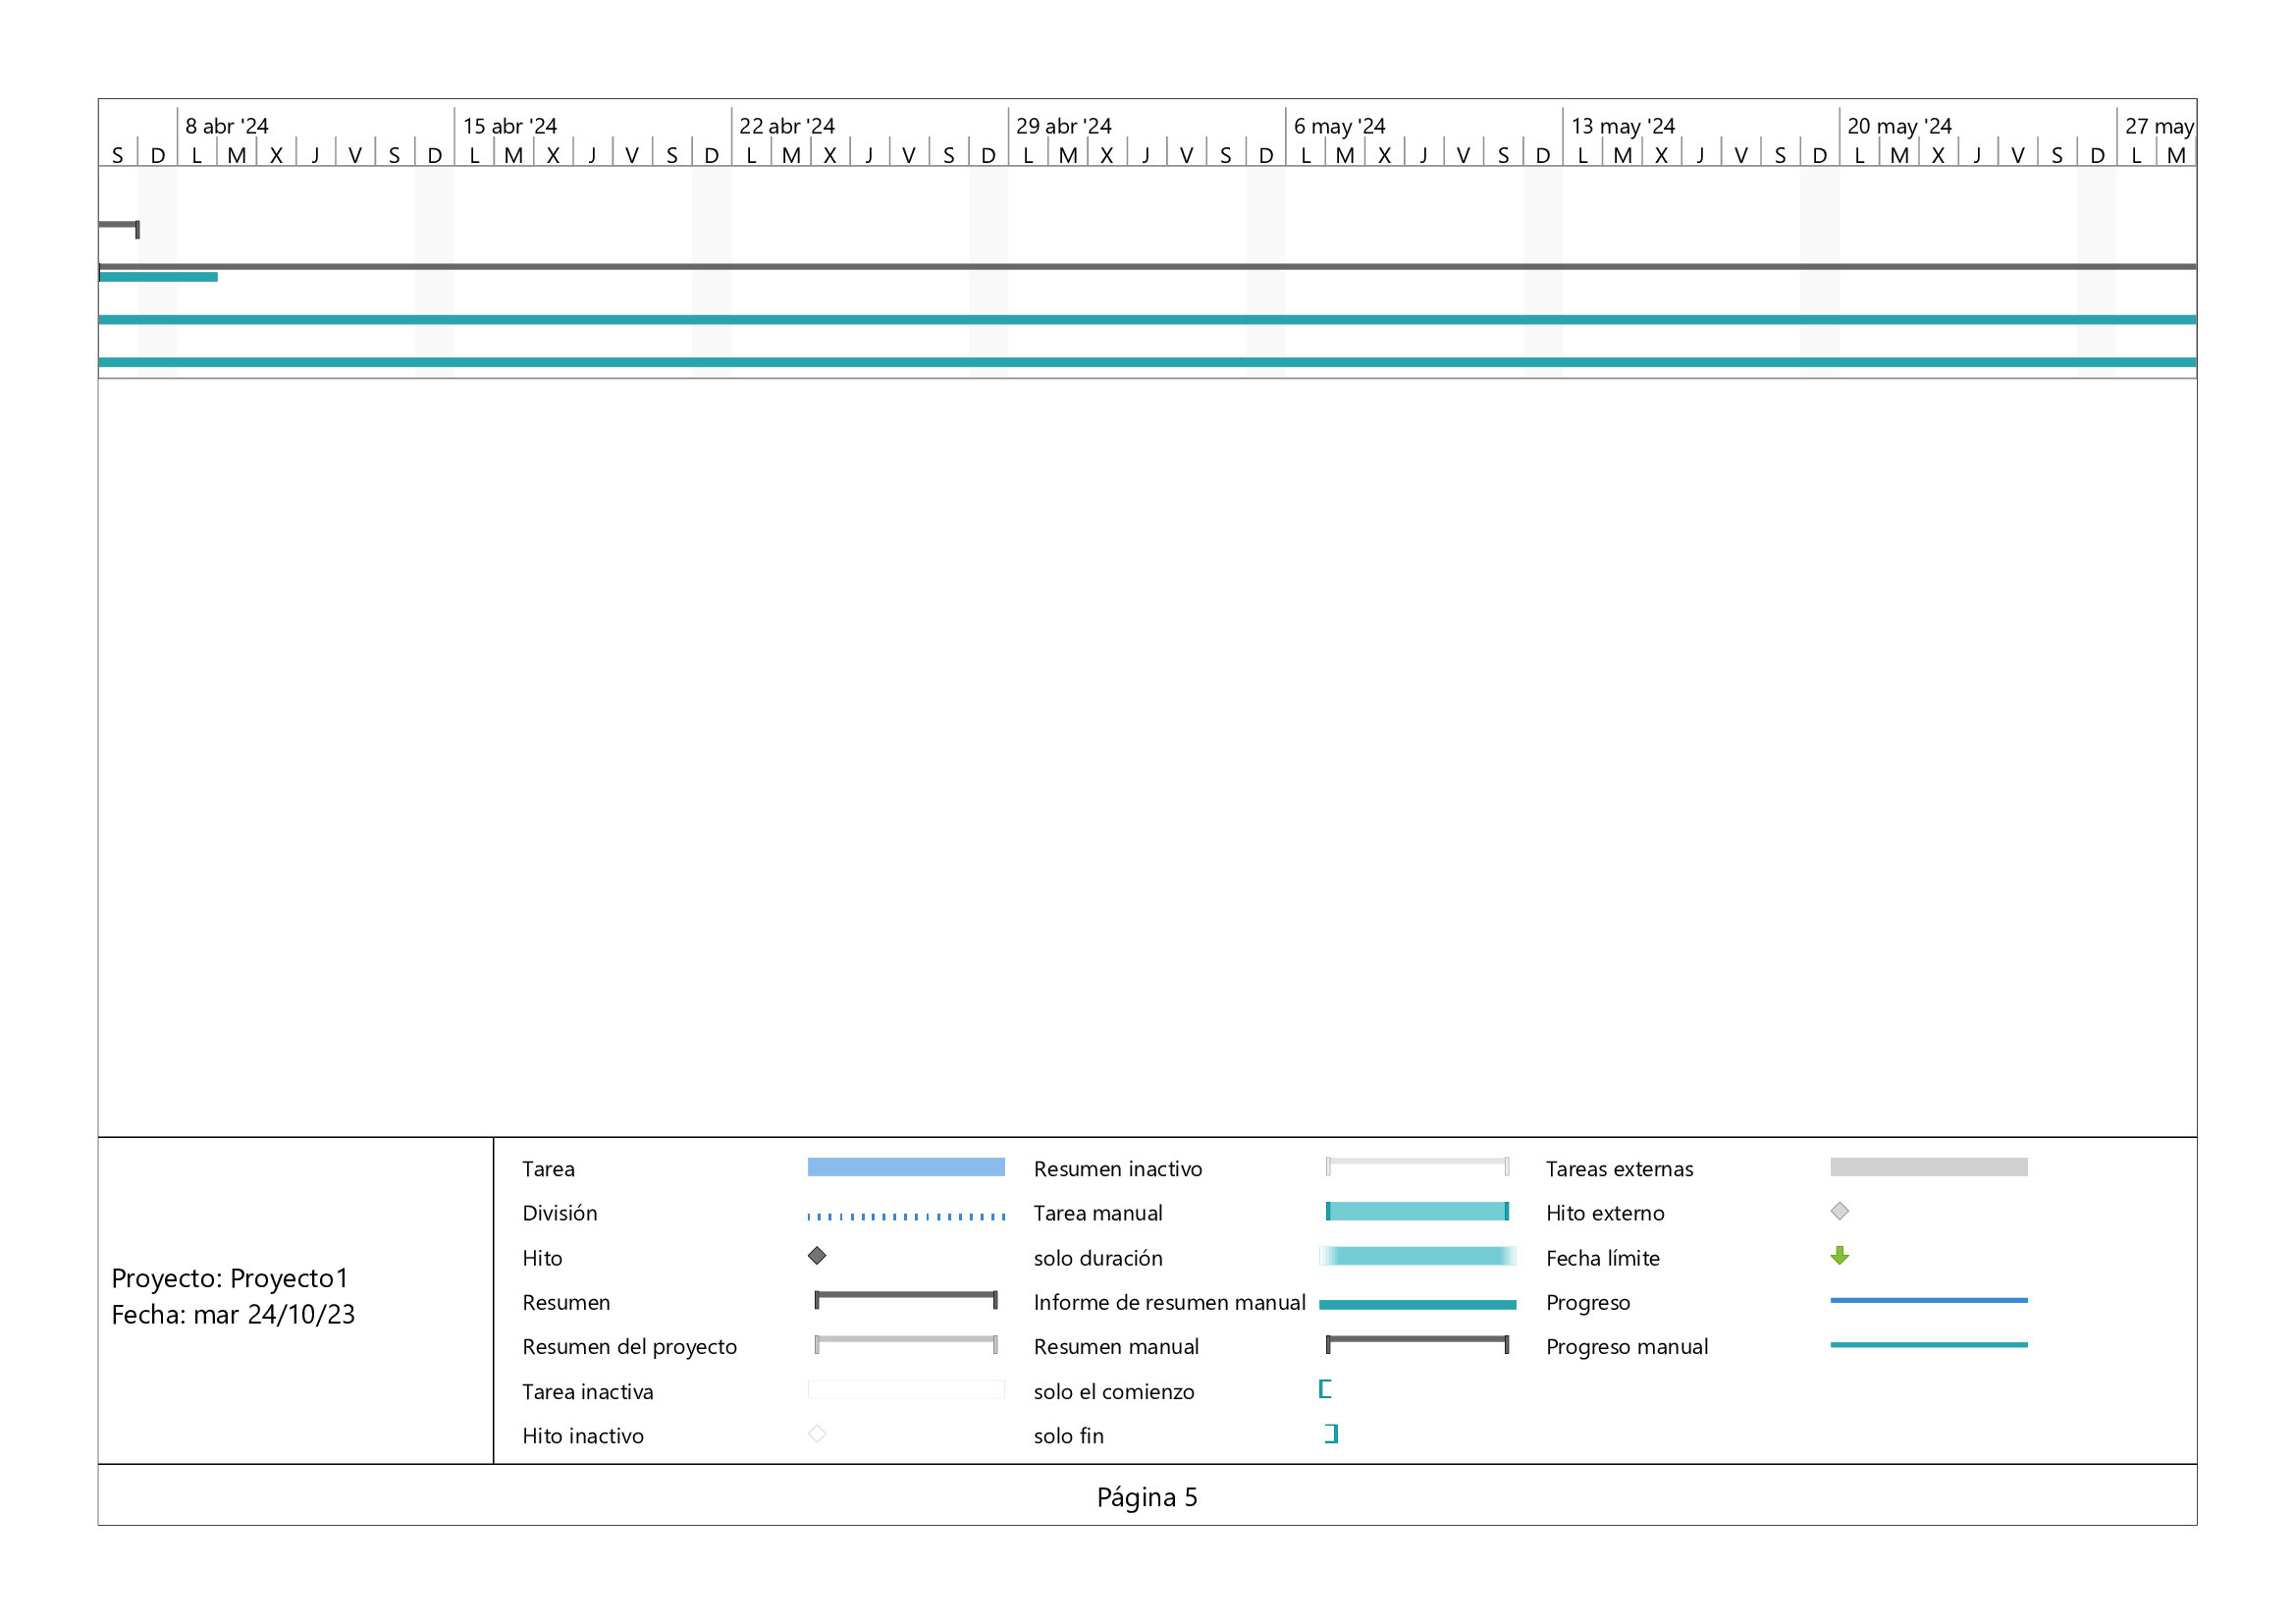 8 abr '24 15 abr '24 22 abr '24 29 abr '24 6 may '24 13 may '24 20 may '24 27 may
S D L M X J V S D L M X J V S D L M X J V S D L M X J V S D L M X J V S D L M X J V S D L M X J V S D L M
Tarea Resumen inactivo Tareas externas
División Tarea manual Hito externo
Hito solo duración Fecha límite
Proyecto: Proyecto1
Fecha: mar 24/10/23
Resumen Informe de resumen manual Progreso
Resumen del proyecto Resumen manual Progreso manual
Tarea inactiva solo el comienzo
Hito inactivo solo fin
Página 5